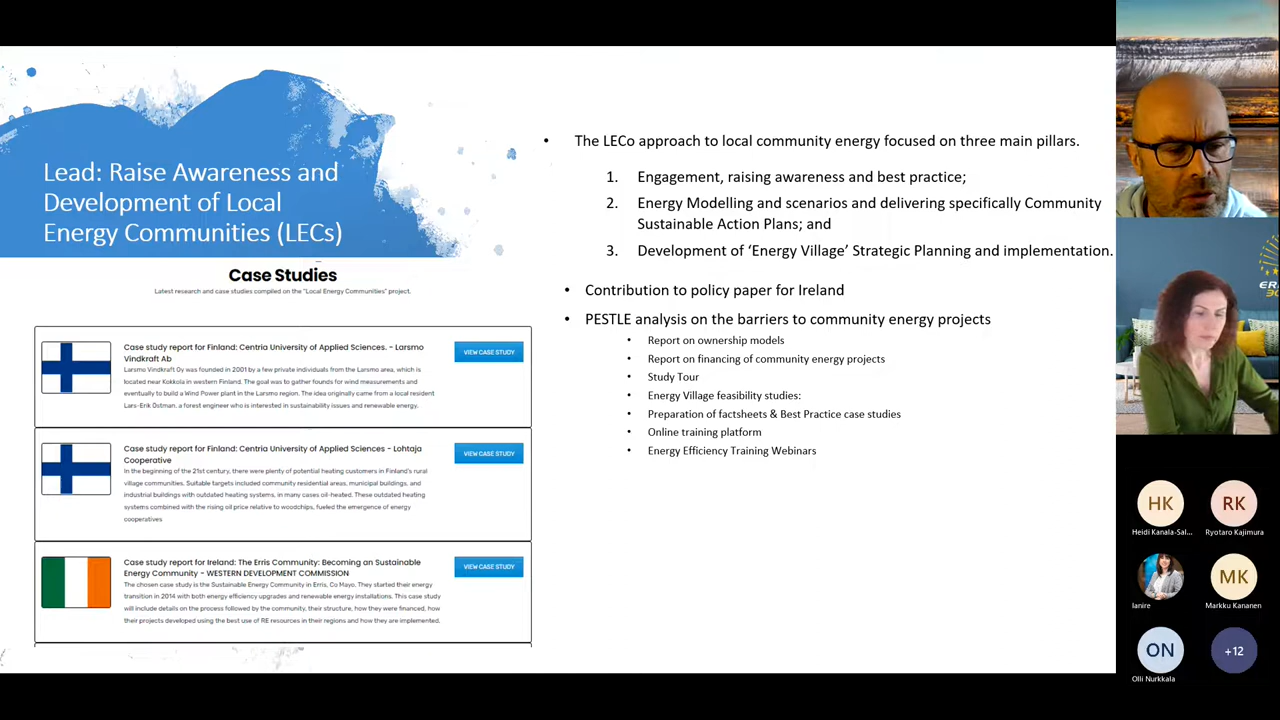 Lead: Raise Awareness and
Development of Local
Energy Communities (LECs)
Case Studies
Latest research and case studies compiled on the "Local Energy Communities" project.
Case study report for Finland: Centria University of Applied Sciences. - Larsmo
Vindkraft Ab
Larsmo Vindkraft Oy was founded in 2001 by a few private individuals from the Larsmo area, which is
located near Kokkola in western Finland. The goal was to gather founds for wind measurements and
eventually to build a Wind Power plant in the Larsmo region. The idea originally came from a local resident
Lars-Erik Östman, a forest engineer who is interested in sustainability issues and renewable energy.
VIEW CASE STUDY
Case study report for Finland: Centria University of Applied Sciences - Lohtaja
Cooperative
In the beginning of the 21st century, there were plenty of potential heating customers in Finland's rural
village communities. Suitable targets included community residential areas, municipal buildings, and
industrial buildings with outdated heating systems, in many cases oil-heated. These outdated heating
systems combined with the rising oil price relative to woodchips, fueled the emergence of energy
cooperatives
VIEW CASE STUDY
Case study report for Ireland: The Erris Community: Becoming an Sustainable
Energy Community - WESTERN DEVELOPMENT COMMISSION
The chosen case study is the Sustainable Energy Community in Erris, Co Mayo. They started their energy
transition in 2014 with both energy efficiency upgrades and renewable energy installations. This case study
will include details on the process followed by the community, their structure, how they were financed, how
their projects developed using the best use of RE resources in their regions and how they are implemented.
VIEW CASE STUDY
• The LECo approach to local community energy focused on three main pillars.
1. Engagement, raising awareness and best practice;
2. Energy Modelling and scenarios and delivering specifically Community
Sustainable Action Plans; and
3. Development of 'Energy Village' Strategic Planning and implementation.
• Contribution to policy paper for Ireland
• PESTLE analysis on the barriers to community energy projects
• Report on ownership models
• Report on financing of community energy projects
• Study Tour
• Energy Village feasibility studies:
• Preparation of factsheets & Best Practice case studies
• Online training platform
• Energy Efficiency Training Webinars
HK
Heidi Kanala-Sal...
RK
Ryotaro Kajimura
Ianire
MK
Markku Kananen
ON
Olli Nurkkala
+12